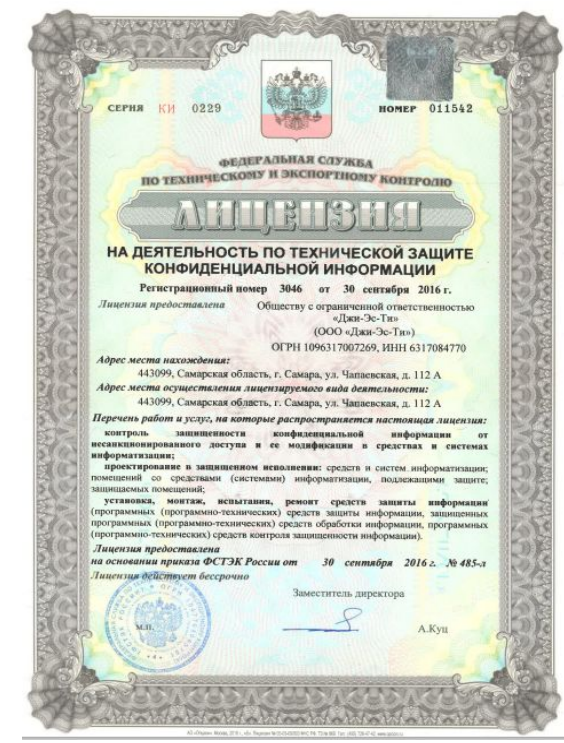 СЕРИЯ КИ 0229 НОМЕР 011542
ФЕДЕРАЛЬНАЯ СЛУЖБА
ПО ТЕХНИЧЕСКОМУ И ЭКСПОРТНОМУ КОНТРОЛЮ
ЛИЦЕНЗИЯ
НА ДЕЯТЕЛЬНОСТЬ ПО ТЕХНИЧЕСКОЙ ЗАЩИТЕ
КОНФИДЕНЦИАЛЬНОЙ ИНФОРМАЦИИ
Регистрационный номер 3046 от 30 сентября 2016 г.
Лицензия предоставлена Обществу с ограниченной ответственностью
«Джи-Эс-Ти»
(ООО «Джи-Эс-Ти»)
ОГРН 1096317007269, ИНН 6317084770
Адрес места нахождения:
443099, Самарская область, г. Самара, ул. Чапаевская, д. 112 А
Адрес места осуществления лицензируемого вида деятельности:
443099, Самарская область, г. Самара, ул. Чапаевская, д. 112 А
Перечень работ и услуг, на которые распространяется настоящая лицензия:
контроль защищенности конфиденциальной информации от
несанкционированного доступа и ее модификации в средствах и системах
информатизации;
проектирование в защищенном исполнении: средств и систем информатизации;
помещений со средствами (системами) информатизации, подлежащими защите;
защищаемых помещений;
установка, монтаж, испытания, ремонт средств защиты информации
(программных (программно-технических) средств защиты информации, защищенных
программных (программно-технических) средств обработки информации, программных
(программно-технических) средств контроля защищенности информации).
Лицензия предоставлена
на основании приказа ФСТЭК России от 30 сентября 2016 г. № 485-л
Лицензия действует бессрочно
Заместитель директора
М.П.
А.Куц